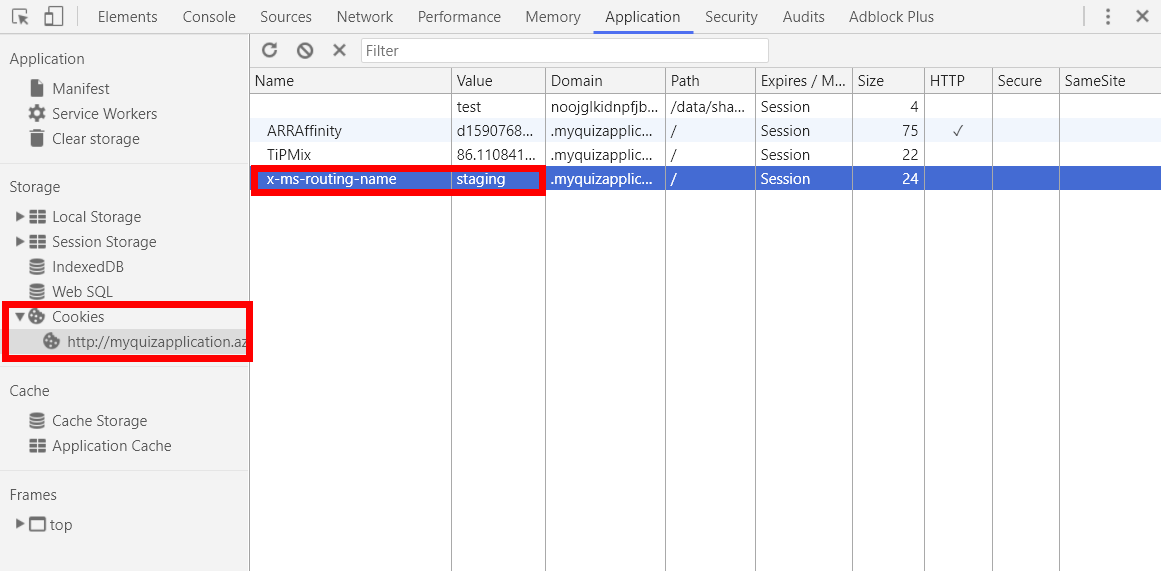 Elements Console Sources Network Performance Memory Application Security Audits Adblock Plus
Application
Manifest
Service Workers
Clear storage
Storage
Local Storage
Session Storage
IndexedDB
Web SQL
Cookies
http://myquizapplication.az
Cache
Cache Storage
Application Cache
Frames
top
Filter
Name Value Domain Path Expires / M... Size HTTP Secure SameSite
test noojglkidnpfjb... /data/sha... Session 4
ARRAffinity d1590768... .myquizapplic... / Session 75 ✓
TiPMix 86.110841... .myquizapplic... / Session 22
x-ms-routing-name staging .myquizapplic... / Session 24